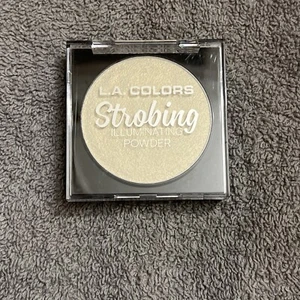 L.A. COLORS
Strobing
ILLUMINATING
POWDER